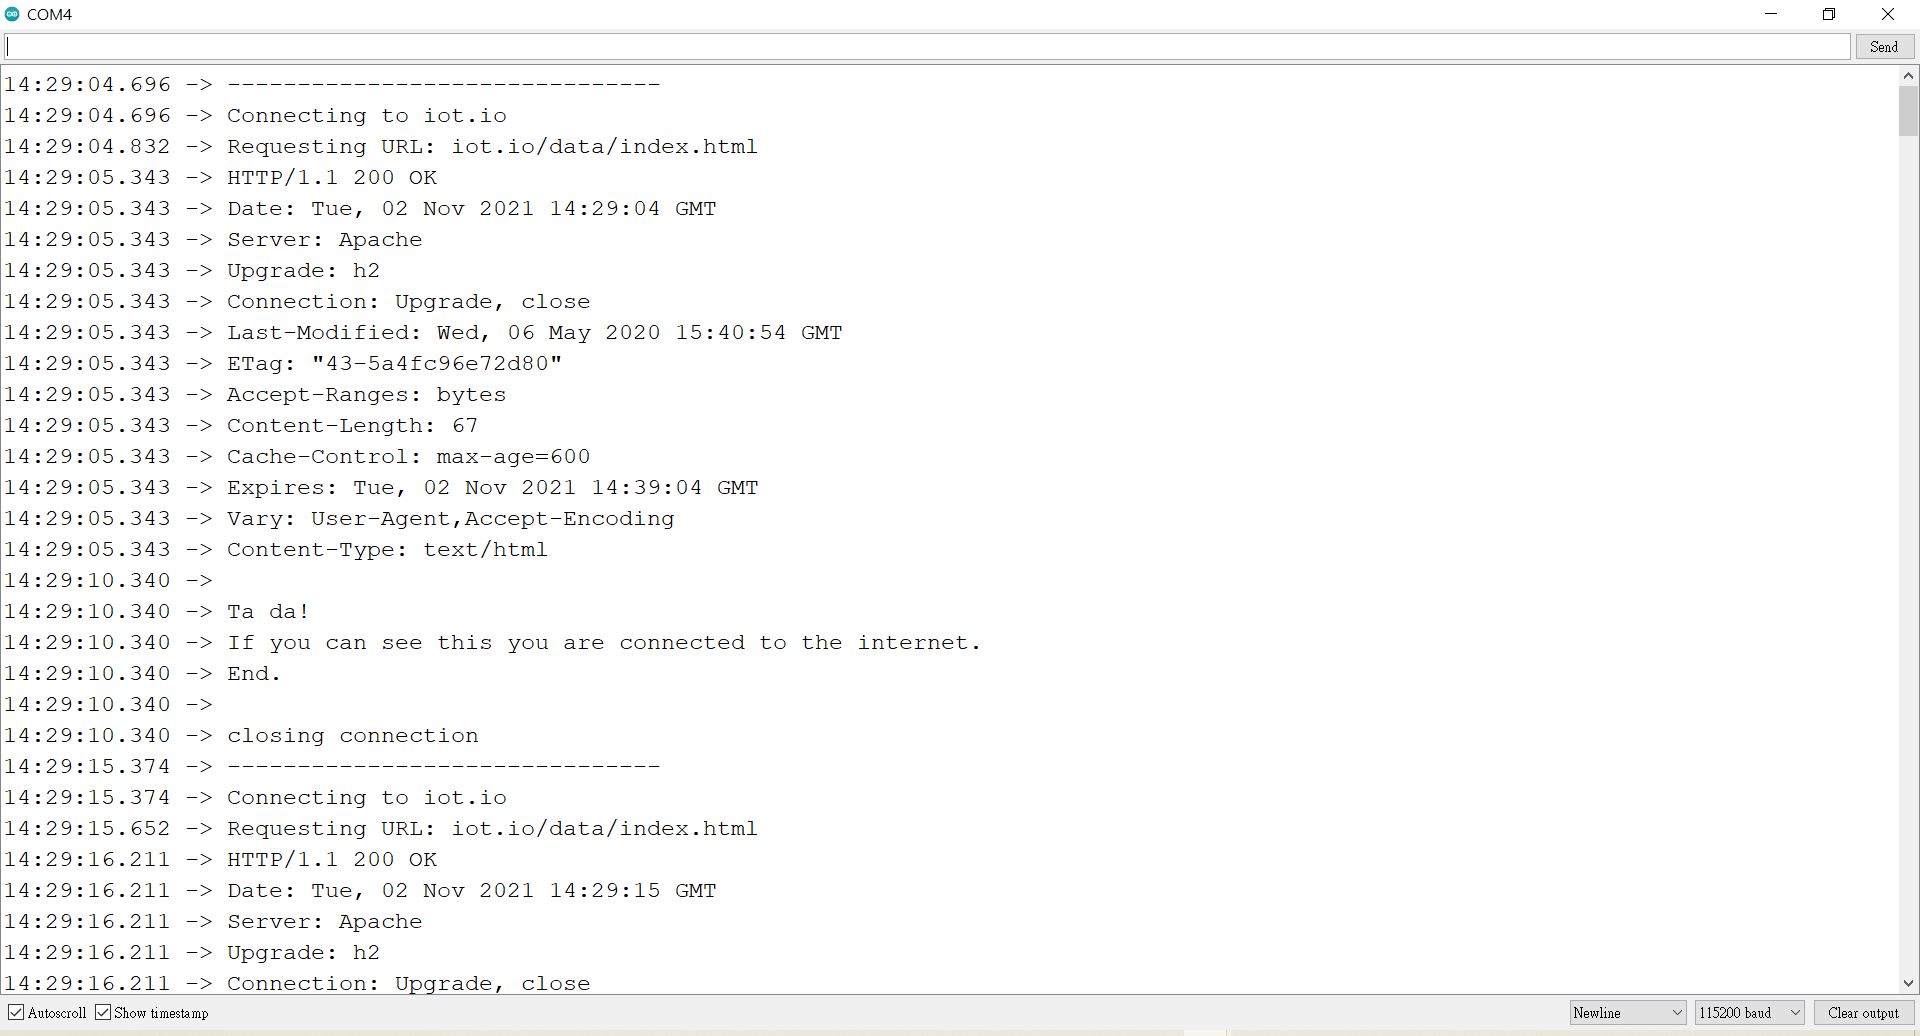 COM4
Send
14:29:04.696 -> -------------------------------
14:29:04.696 -> Connecting to iot.io
14:29:04.832 -> Requesting URL: iot.io/data/index.html
14:29:05.343 -> HTTP/1.1 200 OK
14:29:05.343 -> Date: Tue, 02 Nov 2021 14:29:04 GMT
14:29:05.343 -> Server: Apache
14:29:05.343 -> Upgrade: h2
14:29:05.343 -> Connection: Upgrade, close
14:29:05.343 -> Last-Modified: Wed, 06 May 2020 15:40:54 GMT
14:29:05.343 -> ETag: "43-5a4fc96e72d80"
14:29:05.343 -> Accept-Ranges: bytes
14:29:05.343 -> Content-Length: 67
14:29:05.343 -> Cache-Control: max-age=600
14:29:05.343 -> Expires: Tue, 02 Nov 2021 14:39:04 GMT
14:29:05.343 -> Vary: User-Agent,Accept-Encoding
14:29:05.343 -> Content-Type: text/html
14:29:10.340 ->
14:29:10.340 -> Ta da!
14:29:10.340 -> If you can see this you are connected to the internet.
14:29:10.340 -> End.
14:29:10.340 ->
14:29:10.340 -> closing connection
14:29:15.374 -> -------------------------------
14:29:15.374 -> Connecting to iot.io
14:29:15.652 -> Requesting URL: iot.io/data/index.html
14:29:16.211 -> HTTP/1.1 200 OK
14:29:16.211 -> Date: Tue, 02 Nov 2021 14:29:15 GMT
14:29:16.211 -> Server: Apache
14:29:16.211 -> Upgrade: h2
14:29:16.211 -> Connection: Upgrade, close
Autoscroll Show timestamp Newline 115200 baud Clear output